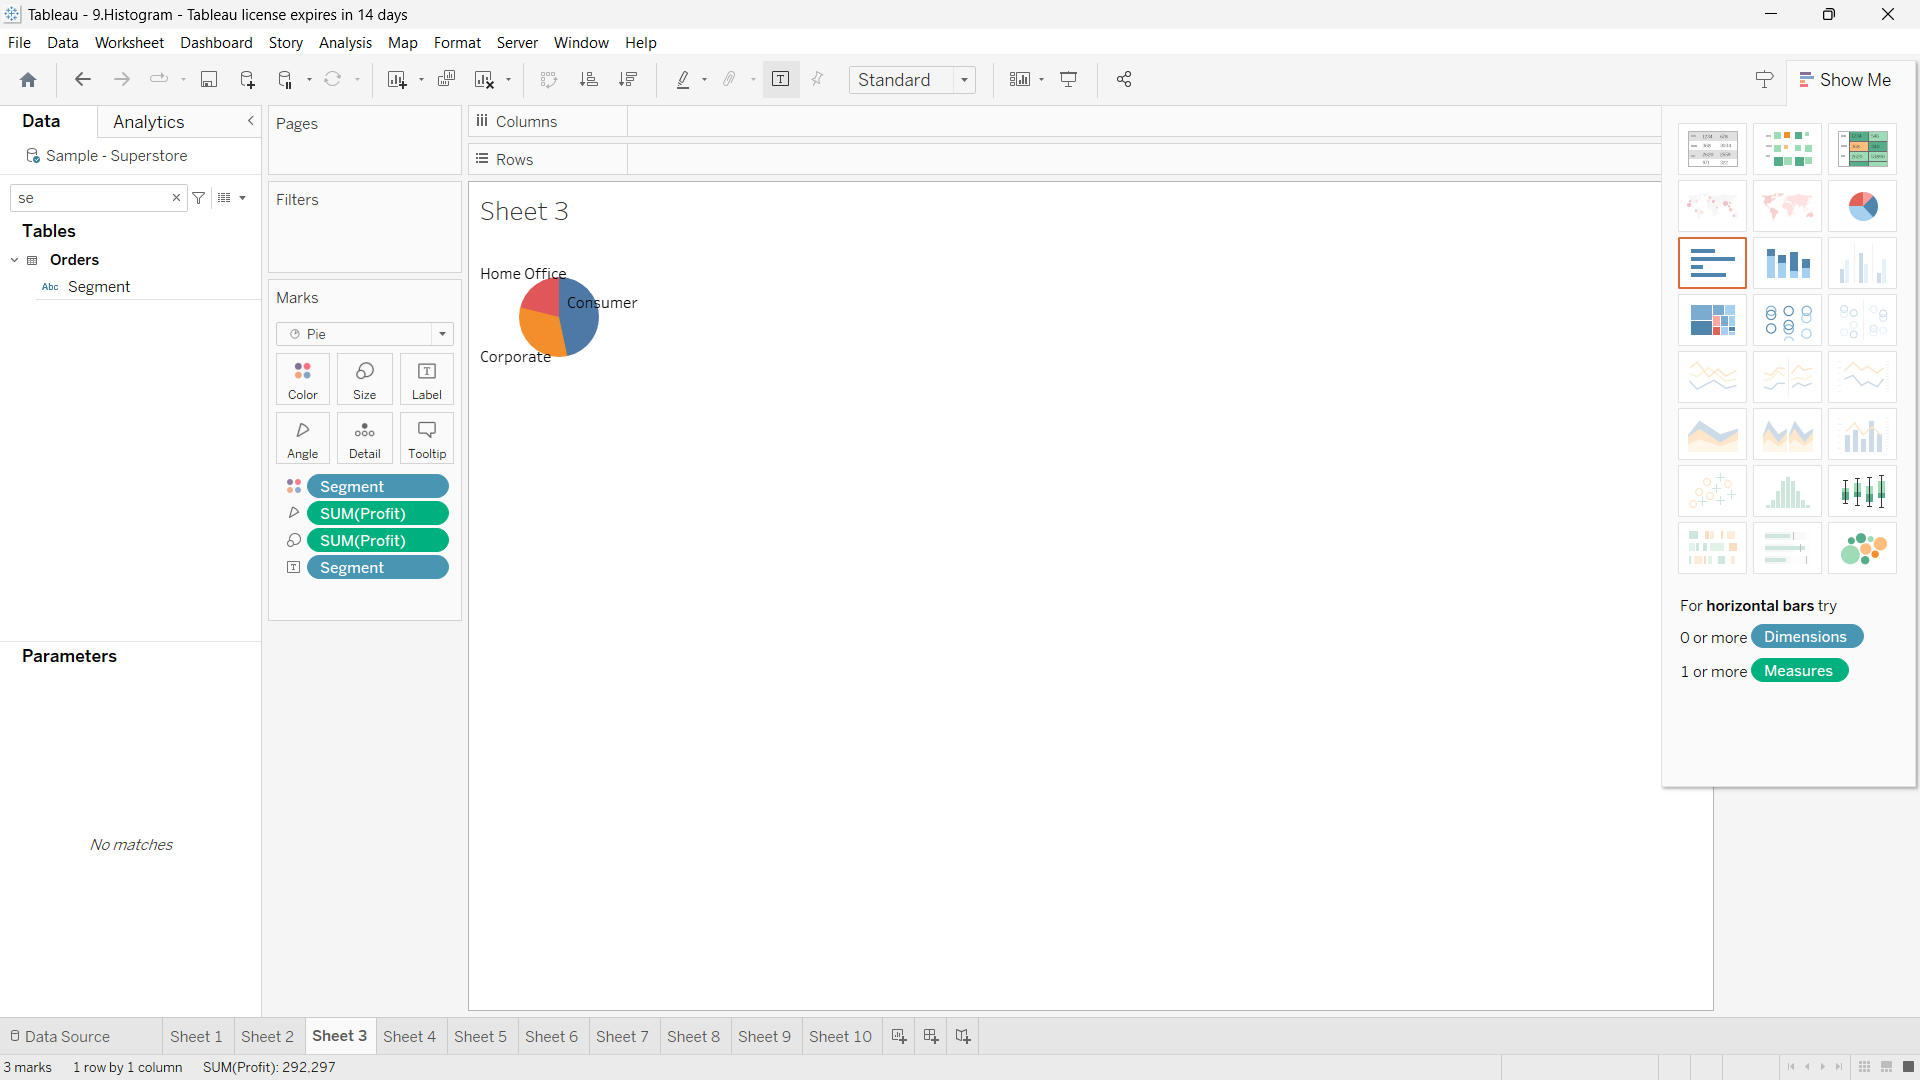 Tableau - 9.Histogram - Tableau license expires in 14 days
File Data Worksheet Dashboard Story Analysis Map Format Server Window Help
Standard
Show Me
Data Analytics
Sample - Superstore
se
Tables
Orders
Abc Segment
Parameters
No matches
Pages
Filters
Marks
Pie
Color Size Label
Angle Detail Tooltip
Segment
SUM(Profit)
SUM(Profit)
Segment
Columns
Rows
Sheet 3
Home Office
Consumer
Corporate
For horizontal bars try
0 or more Dimensions
1 or more Measures
Data Source Sheet 1 Sheet 2 Sheet 3 Sheet 4 Sheet 5 Sheet 6 Sheet 7 Sheet 8 Sheet 9 Sheet 10
3 marks 1 row by 1 column SUM(Profit): 292,297